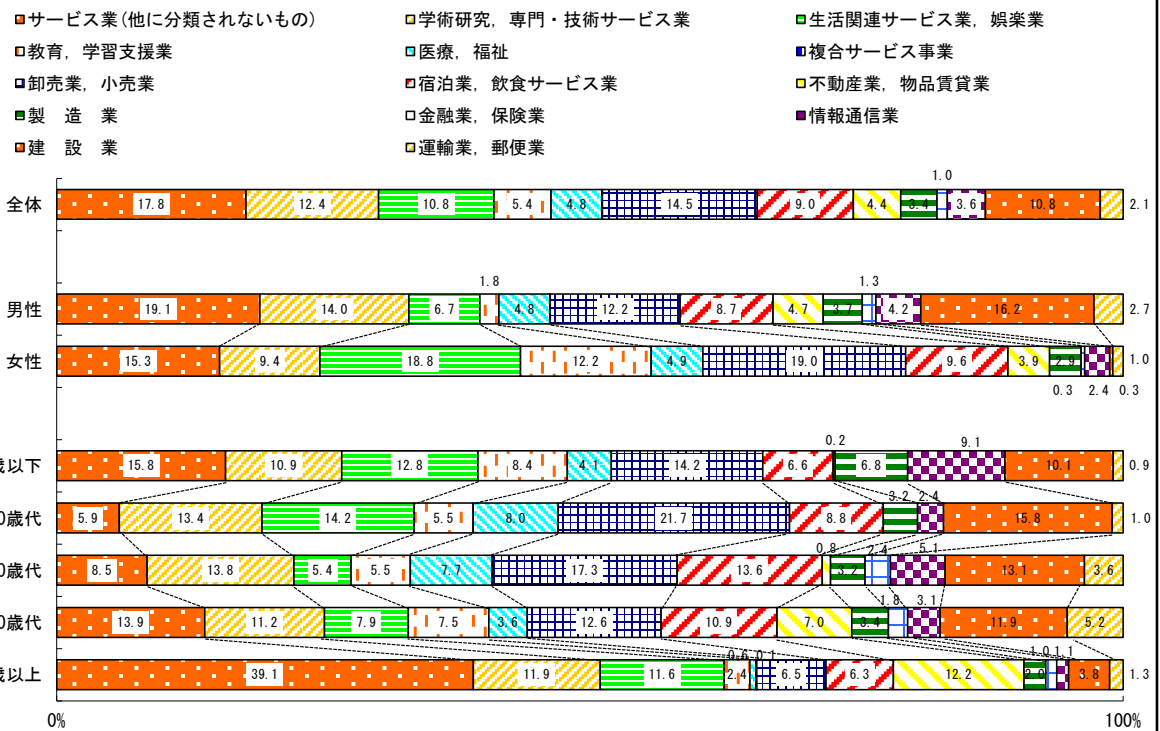 サービス業(他に分類されないもの) 学術研究，専門・技術サービス業 生活関連サービス業，娯楽業
教育，学習支援業 医療，福祉 複合サービス事業
卸売業，小売業 宿泊業，飲食サービス業 不動産業，物品賃貸業
製　造　業 金融業，保険業 情報通信業
建　設　業 運輸業，郵便業
1.0
全体 17.8 12.4 10.8 5.4 4.8 14.5 9.0 4.4 3.4 3.6 10.8 2.1
1.8 1.3
男性 19.1 14.0 6.7 4.8 12.2 8.7 4.7 3.7 4.2 16.2 2.7
女性 15.3 9.4 18.8 12.2 4.9 19.0 9.6 3.9 2.9 1.0
0.3 2.4 0.3
0.2 9.1
歳以下 15.8 10.9 12.8 8.4 4.1 14.2 6.6 6.8 10.1 0.9
3.2 2.4
0歳代 5.9 13.4 14.2 5.5 8.0 21.7 8.8 15.8 1.0
0.8 2.4 5.1
0歳代 8.5 13.8 5.4 5.5 7.7 17.3 13.6 3.2 13.1 3.6
1.8 3.1
0歳代 13.9 11.2 7.9 7.5 3.6 12.6 10.9 7.0 3.4 11.9 5.2
0.6 0.1 1.0 1.1
歳以上 39.1 11.9 11.6 2.4 6.5 6.3 12.2 2.0 3.8 1.3
0% 100%